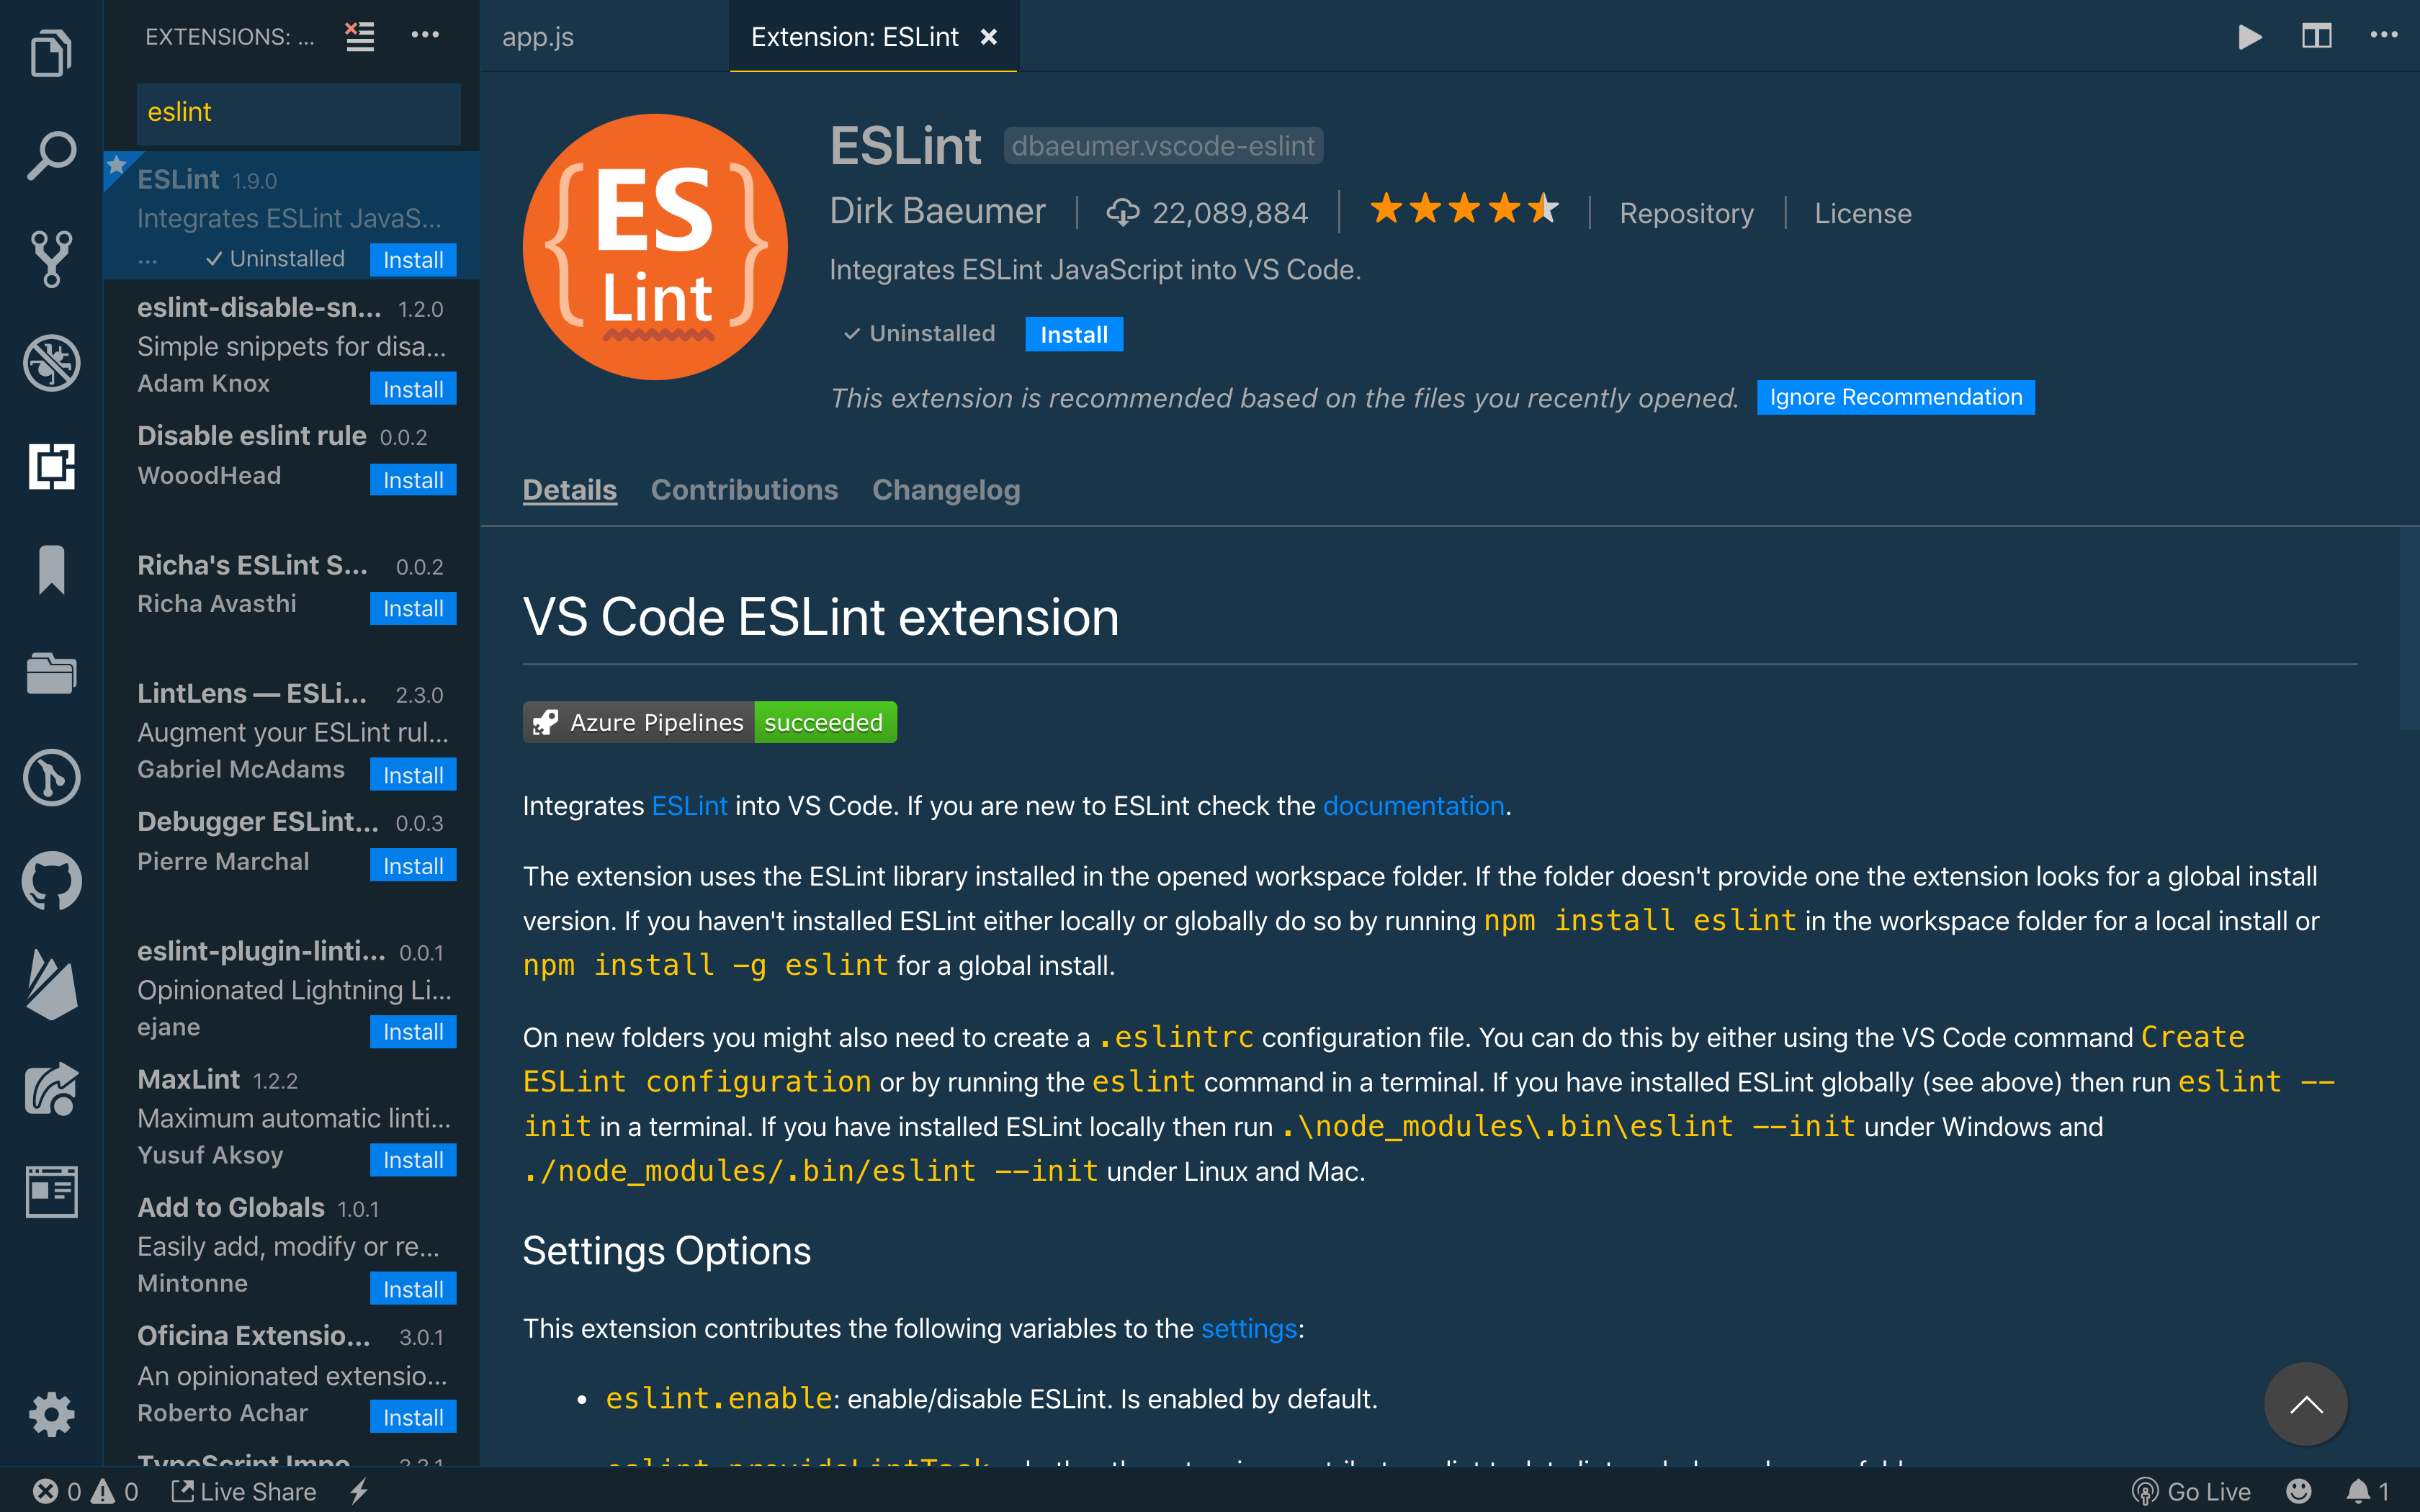 EXTENSIONS: ...
app.js
Extension: ESLint
eslint
ESLint 1.9.0
Integrates ESLint JavaS...
... Uninstalled Install
eslint-disable-sn... 1.2.0
Simple snippets for disa...
Adam Knox Install
Disable eslint rule 0.0.2
WooodHead Install
Richa's ESLint S... 0.0.2
Richa Avasthi Install
LintLens — ESLi... 2.3.0
Augment your ESLint rul...
Gabriel McAdams Install
Debugger ESLint... 0.0.3
Pierre Marchal Install
eslint-plugin-linti... 0.0.1
Opinionated Lightning Li...
ejane Install
MaxLint 1.2.2
Maximum automatic linti...
Yusuf Aksoy Install
Add to Globals 1.0.1
Easily add, modify or re...
Mintonne Install
Oficina Extensio... 3.0.1
An opinionated extensio...
Roberto Achar Install
TypeScript Impo
{ES}
Lint
ESLint dbaeumer.vscode-eslint
Dirk Baeumer | 22,089,884 | Repository | License
Integrates ESLint JavaScript into VS Code.
Uninstalled Install
This extension is recommended based on the files you recently opened. Ignore Recommendation
Details Contributions Changelog
VS Code ESLint extension
Azure Pipelines succeeded
Integrates ESLint into VS Code. If you are new to ESLint check the documentation.
The extension uses the ESLint library installed in the opened workspace folder. If the folder doesn't provide one the extension looks for a global install
version. If you haven't installed ESLint either locally or globally do so by running npm install eslint in the workspace folder for a local install or
npm install -g eslint for a global install.
On new folders you might also need to create a .eslintrc configuration file. You can do this by either using the VS Code command Create
ESLint configuration or by running the eslint command in a terminal. If you have installed ESLint globally (see above) then run eslint --
init in a terminal. If you have installed ESLint locally then run .\node_modules\.bin\eslint --init under Windows and
./node_modules/.bin/eslint --init under Linux and Mac.
Settings Options
This extension contributes the following variables to the settings:
• eslint.enable: enable/disable ESLint. Is enabled by default.
eslint.provideLintTask
0 0 Live Share
Go Live 1